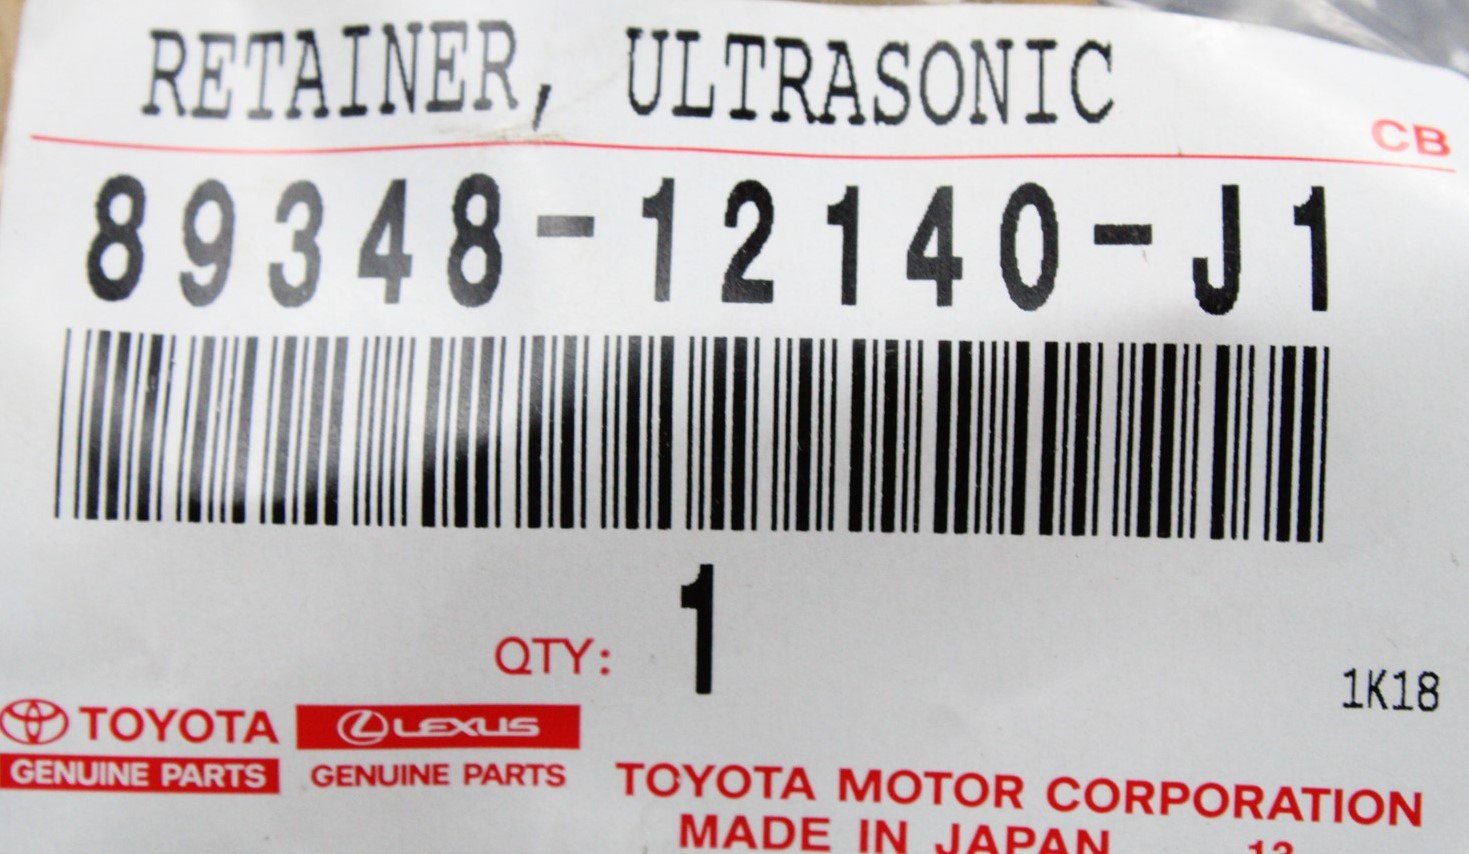 RETAINER, ULTRASONIC
CB
89348-12140-J1
QTY: 1
1K18
TOYOTA
GENUINE PARTS
LEXUS
GENUINE PARTS
TOYOTA MOTOR CORPORATION
MADE IN JAPAN